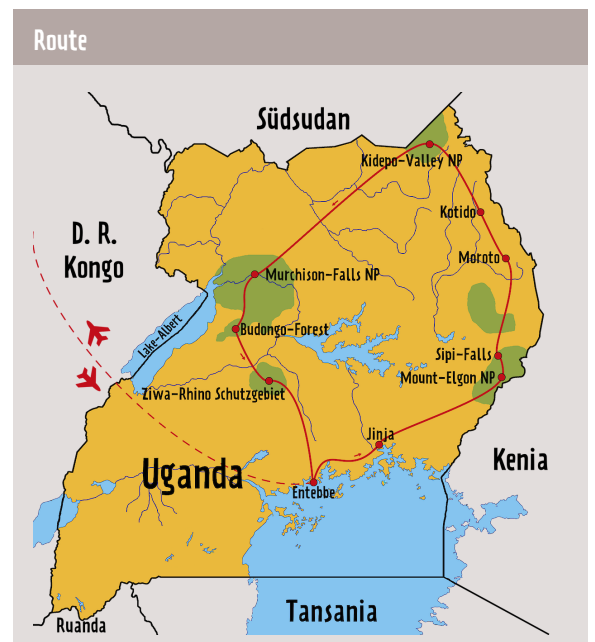 Route
Südsudan
Kidepo-Valley NP
Kotido
D. R.
Kongo
Moroto
Murchison-Falls NP
Lake-Albert
Budongo-Forest
Sipi-Falls
Mount-Elgon NP
Ziwa-Rhino Schutzgebiet
Jinja
Kenia
Uganda
Entebbe
Tansania
Ruanda